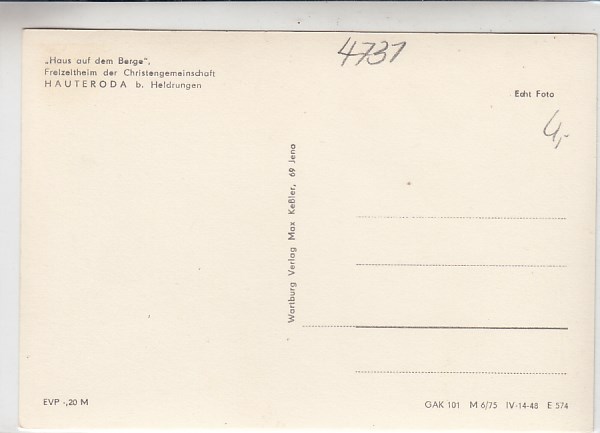 „Haus auf dem Berge",
Freizeitheim der Christengemeinschaft
HAUTERODA b. Heldrungen
4731
Echt Foto
4,-
Wartburg Verlag Max Keßler, 69 Jena
EVP -,20 M
GAK 101 M 6/75 IV-14-48 E 574